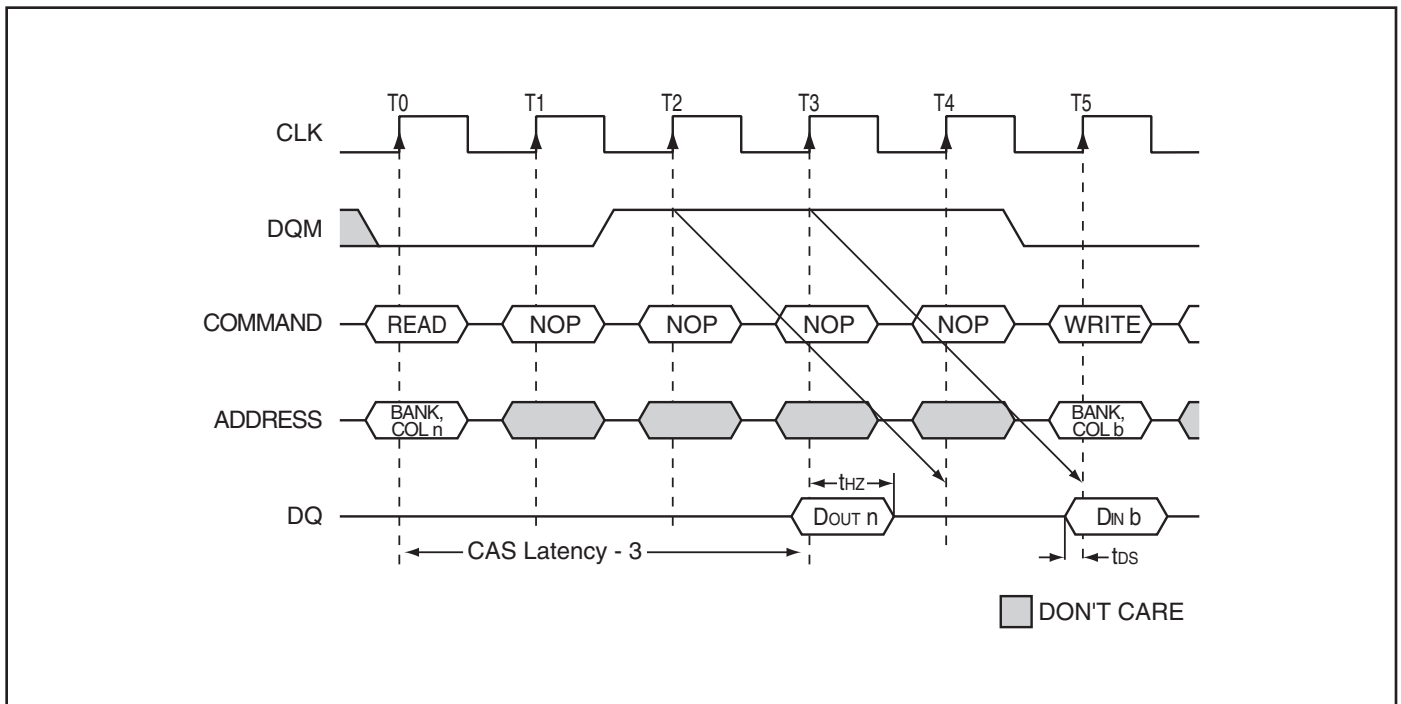 T0 T1 T2 T3 T4 T5
CLK
DQM
COMMAND READ NOP NOP NOP NOP WRITE
ADDRESS BANK, COL n BANK, COL b
tHZ
DQ DOUT n DIN b
CAS Latency - 3 tDS
DON'T CARE